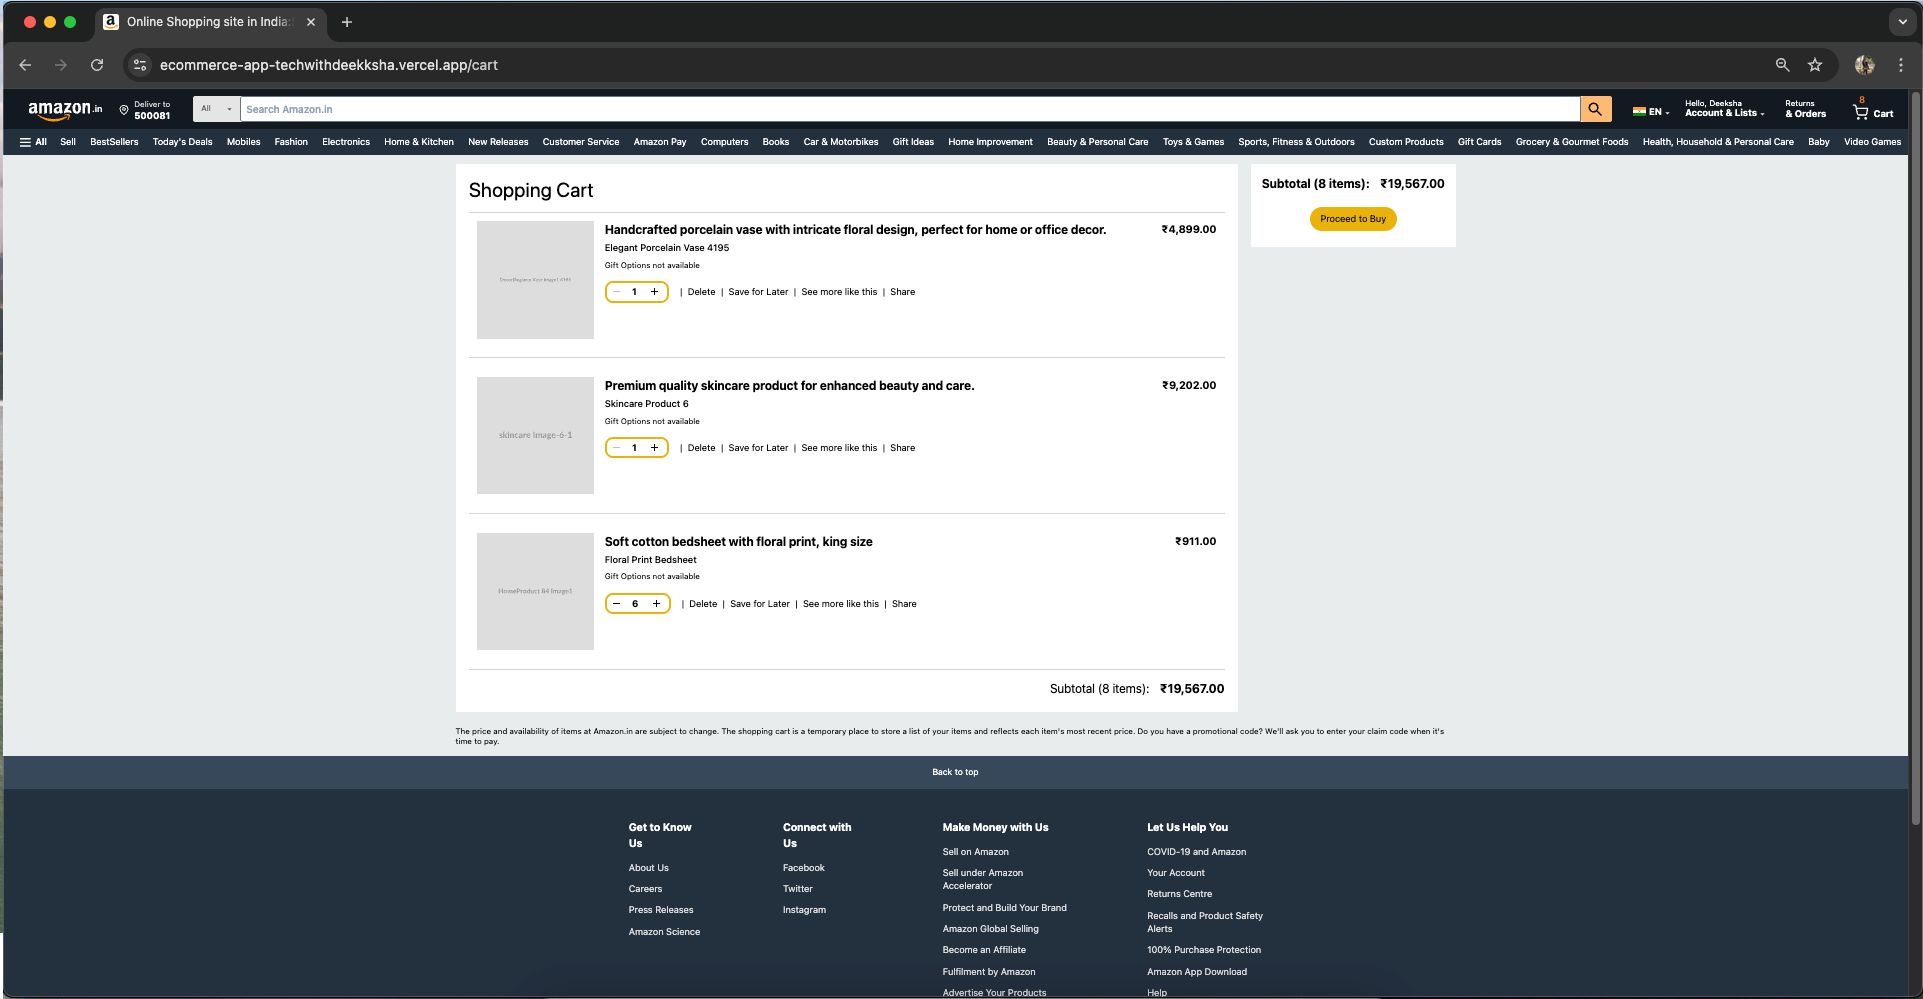 Online Shopping site in India:
ecommerce-app-techwithdeekksha.vercel.app/cart
amazon.in
Deliver to
500081
All
Search Amazon.in
EN
Hello, Deeksha
Account & Lists
Returns
& Orders
8
Cart
All Sell BestSellers Today's Deals Mobiles Fashion Electronics Home & Kitchen New Releases Customer Service Amazon Pay Computers Books Car & Motorbikes Gift Ideas Home Improvement Beauty & Personal Care Toys & Games Sports, Fitness & Outdoors Custom Products Gift Cards Grocery & Gourmet Foods Health, Household & Personal Care Baby Video Games
Shopping Cart
Handcrafted porcelain vase with intricate floral design, perfect for home or office decor. ₹4,899.00
Elegant Porcelain Vase 4195
Gift Options not available
− 1 + | Delete | Save for Later | See more like this | Share
skincare Image-6-1
Premium quality skincare product for enhanced beauty and care. ₹9,202.00
Skincare Product 6
Gift Options not available
− 1 + | Delete | Save for Later | See more like this | Share
HomeProduct 84 Image1
Soft cotton bedsheet with floral print, king size ₹911.00
Floral Print Bedsheet
Gift Options not available
− 6 + | Delete | Save for Later | See more like this | Share
Subtotal (8 items): ₹19,567.00
Subtotal (8 items): ₹19,567.00
Proceed to Buy
The price and availability of items at Amazon.in are subject to change. The shopping cart is a temporary place to store a list of your items and reflects each item's most recent price. Do you have a promotional code? We'll ask you to enter your claim code when it's
time to pay.
Back to top
Get to Know
Us
About Us
Careers
Press Releases
Amazon Science
Connect with
Us
Facebook
Twitter
Instagram
Make Money with Us
Sell on Amazon
Sell under Amazon
Accelerator
Protect and Build Your Brand
Amazon Global Selling
Become an Affiliate
Fulfilment by Amazon
Advertise Your Products
Let Us Help You
COVID-19 and Amazon
Your Account
Returns Centre
Recalls and Product Safety
Alerts
100% Purchase Protection
Amazon App Download
Help